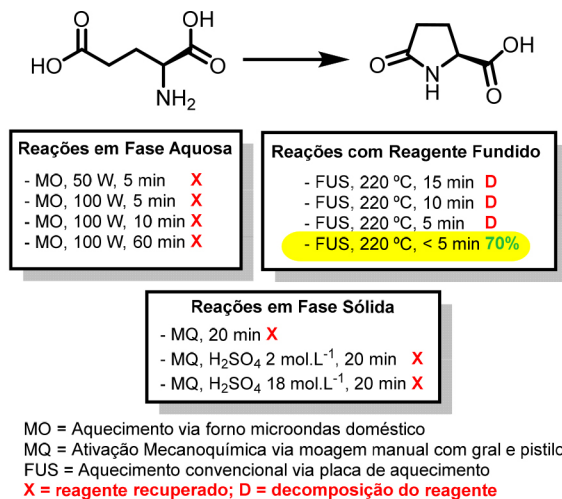 HO
O
O
OH
NH₂
O
N
H
O
OH
Reações em Fase Aquosa
- MO, 50 W, 5 min X
- MO, 100 W, 5 min X
- MO, 100 W, 10 min X
- MO, 100 W, 60 min X
Reações com Reagente Fundido
- FUS, 220 ºC, 15 min D
- FUS, 220 ºC, 10 min D
- FUS, 220 ºC, 5 min D
- FUS, 220 ºC, < 5 min 70%
Reações em Fase Sólida
- MQ, 20 min X
- MQ, H₂SO₄ 2 mol.L⁻¹, 20 min X
- MQ, H₂SO₄ 18 mol.L⁻¹, 20 min X
MO = Aquecimento via forno microondas doméstico
MQ = Ativação Mecanoquímica via moagem manual com gral e pistilo
FUS = Aquecimento convencional via placa de aquecimento
X = reagente recuperado; D = decomposição do reagente